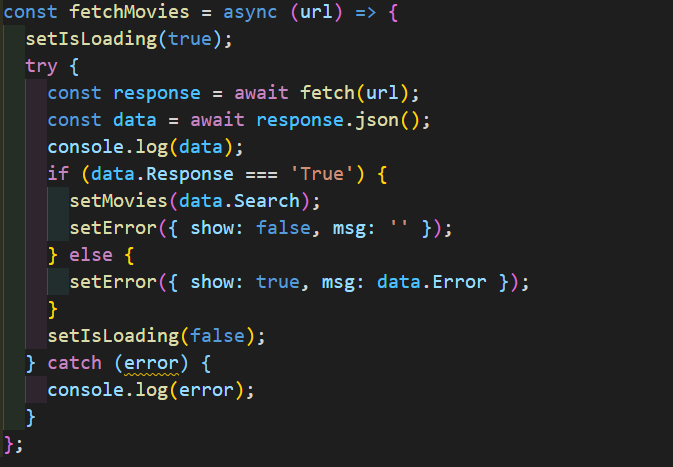 const fetchMovies = async (url) => {
setIsLoading(true);
try {
const response = await fetch(url);
const data = await response.json();
console.log(data);
if (data.Response === 'True') {
setMovies(data.Search);
setError({ show: false, msg: '' });
} else {
setError({ show: true, msg: data.Error });
}
setIsLoading(false);
} catch (error) {
console.log(error);
}
};